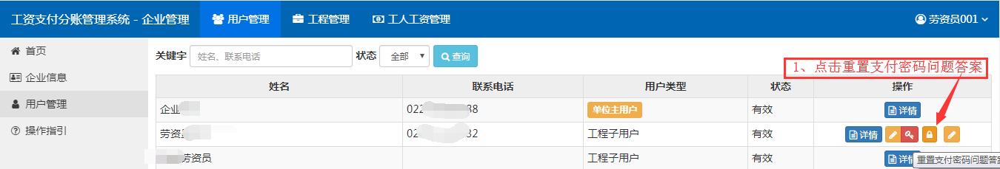 工资支付分账管理系统 - 企业管理 用户管理 工程管理 工人工资管理 劳资员001
首页
企业信息
用户管理
操作指引
关键字 姓名、联系电话 状态 全部 查询
1、点击重置支付密码问题答案
姓名 联系电话 用户类型 状态 操作
企业 022 38 单位主用户 有效 详情
劳资 02 32 工程子用户 有效 详情
劳资员 工程子用户 有效 详情
重置支付密码问题答案